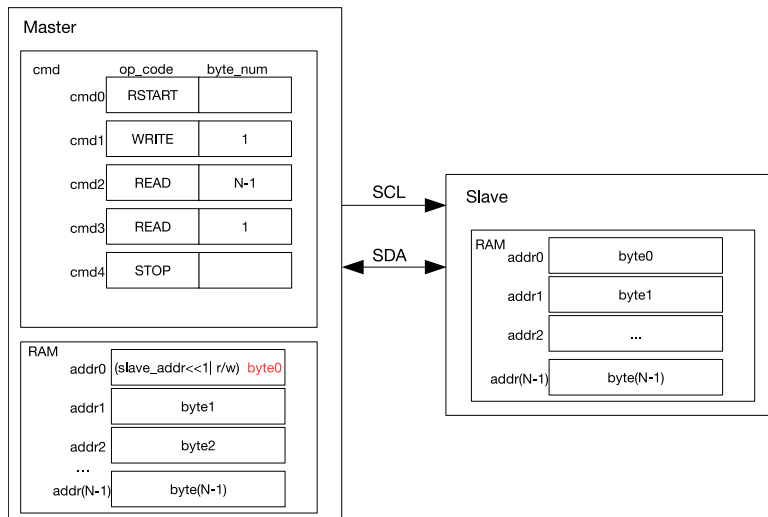 Master
cmd op_code byte_num
cmd0 RSTART
cmd1 WRITE 1
cmd2 READ N-1
cmd3 READ 1
cmd4 STOP
RAM
addr0 (slave_addr<<1| r/w) byte0
addr1 byte1
addr2 byte2
...
addr(N-1) byte(N-1)
SCL
SDA
Slave
RAM
addr0 byte0
addr1 byte1
addr2 ...
addr(N-1) byte(N-1)